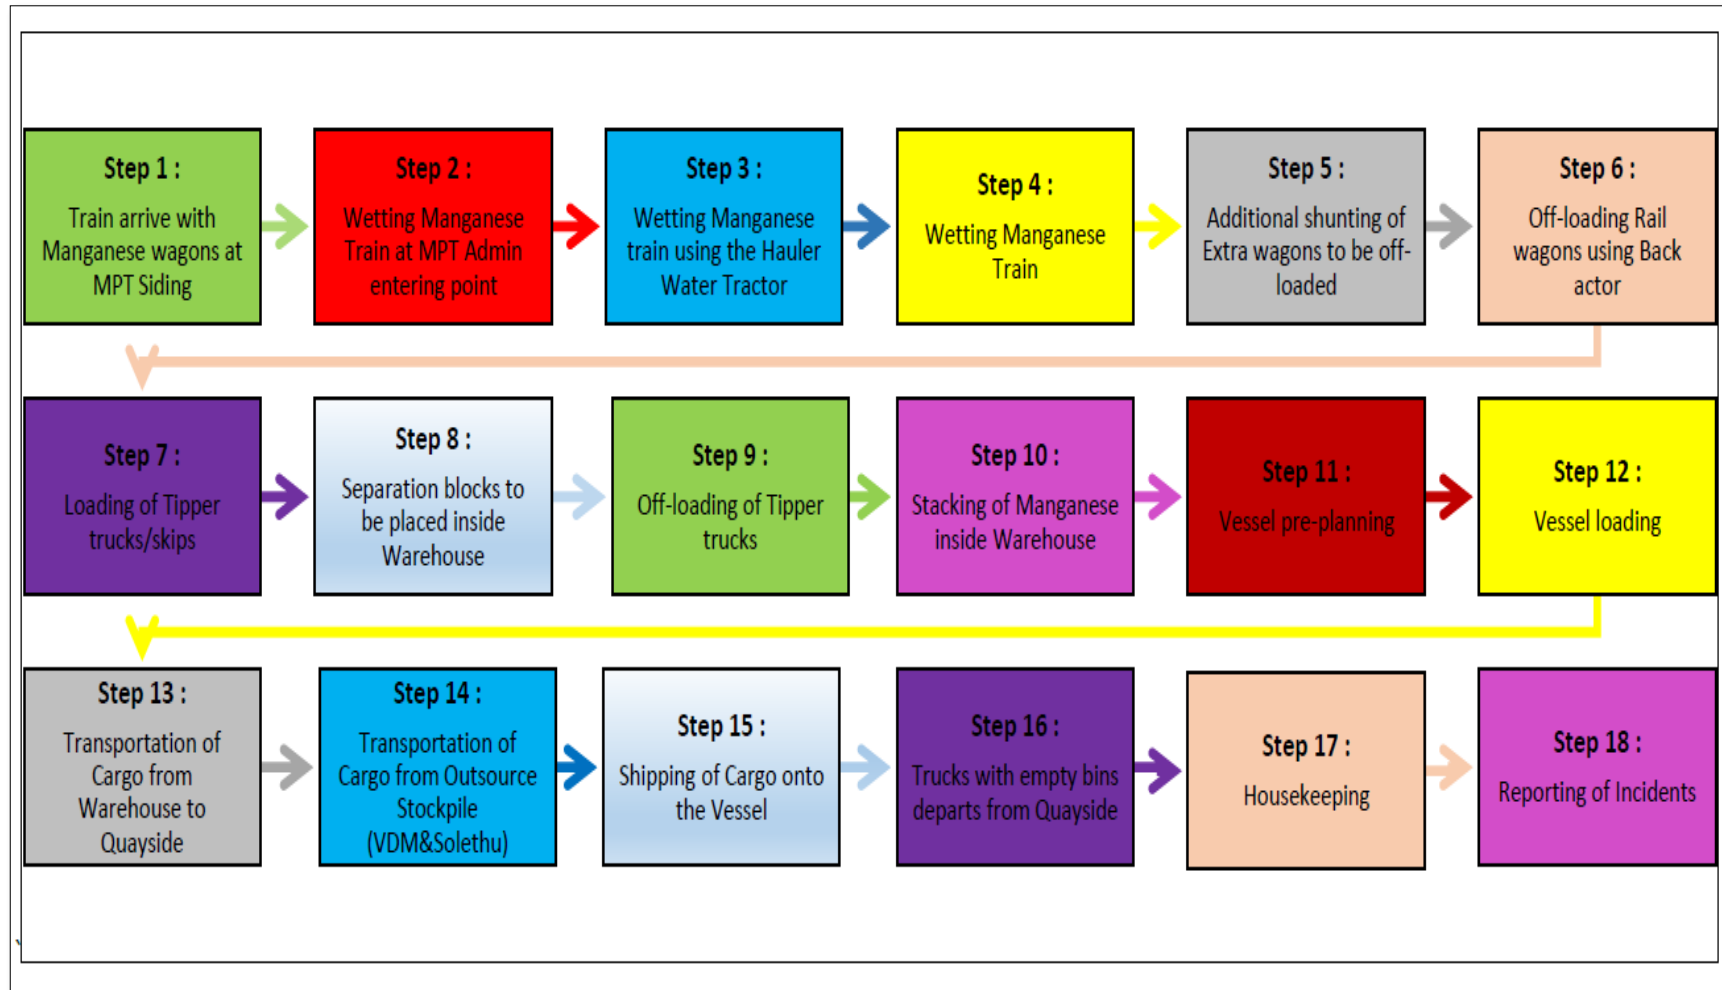 Step 1 :
Train arrive with
Manganese wagons at
MPT Siding
Step 2 :
Wetting Manganese
Train at MPT Admin
entering point
Step 3 :
Wetting Manganese
train using the Hauler
Water Tractor
Step 4 :
Wetting Manganese
Train
Step 5 :
Additional shunting of
Extra wagons to be off-
loaded
Step 6 :
Off-loading Rail
wagons using Back
actor
Step 7 :
Loading of Tipper
trucks/skips
Step 8 :
Separation blocks to
be placed inside
Warehouse
Step 9 :
Off-loading of Tipper
trucks
Step 10 :
Stacking of Manganese
inside Warehouse
Step 11 :
Vessel pre-planning
Step 12 :
Vessel loading
Step 13 :
Transportation of
Cargo from
Warehouse to
Quayside
Step 14 :
Transportation of
Cargo from Outsource
Stockpile
(VDM&Solethu)
Step 15 :
Shipping of Cargo onto
the Vessel
Step 16 :
Trucks with empty bins
departs from Quayside
Step 17 :
Housekeeping
Step 18 :
Reporting of Incidents